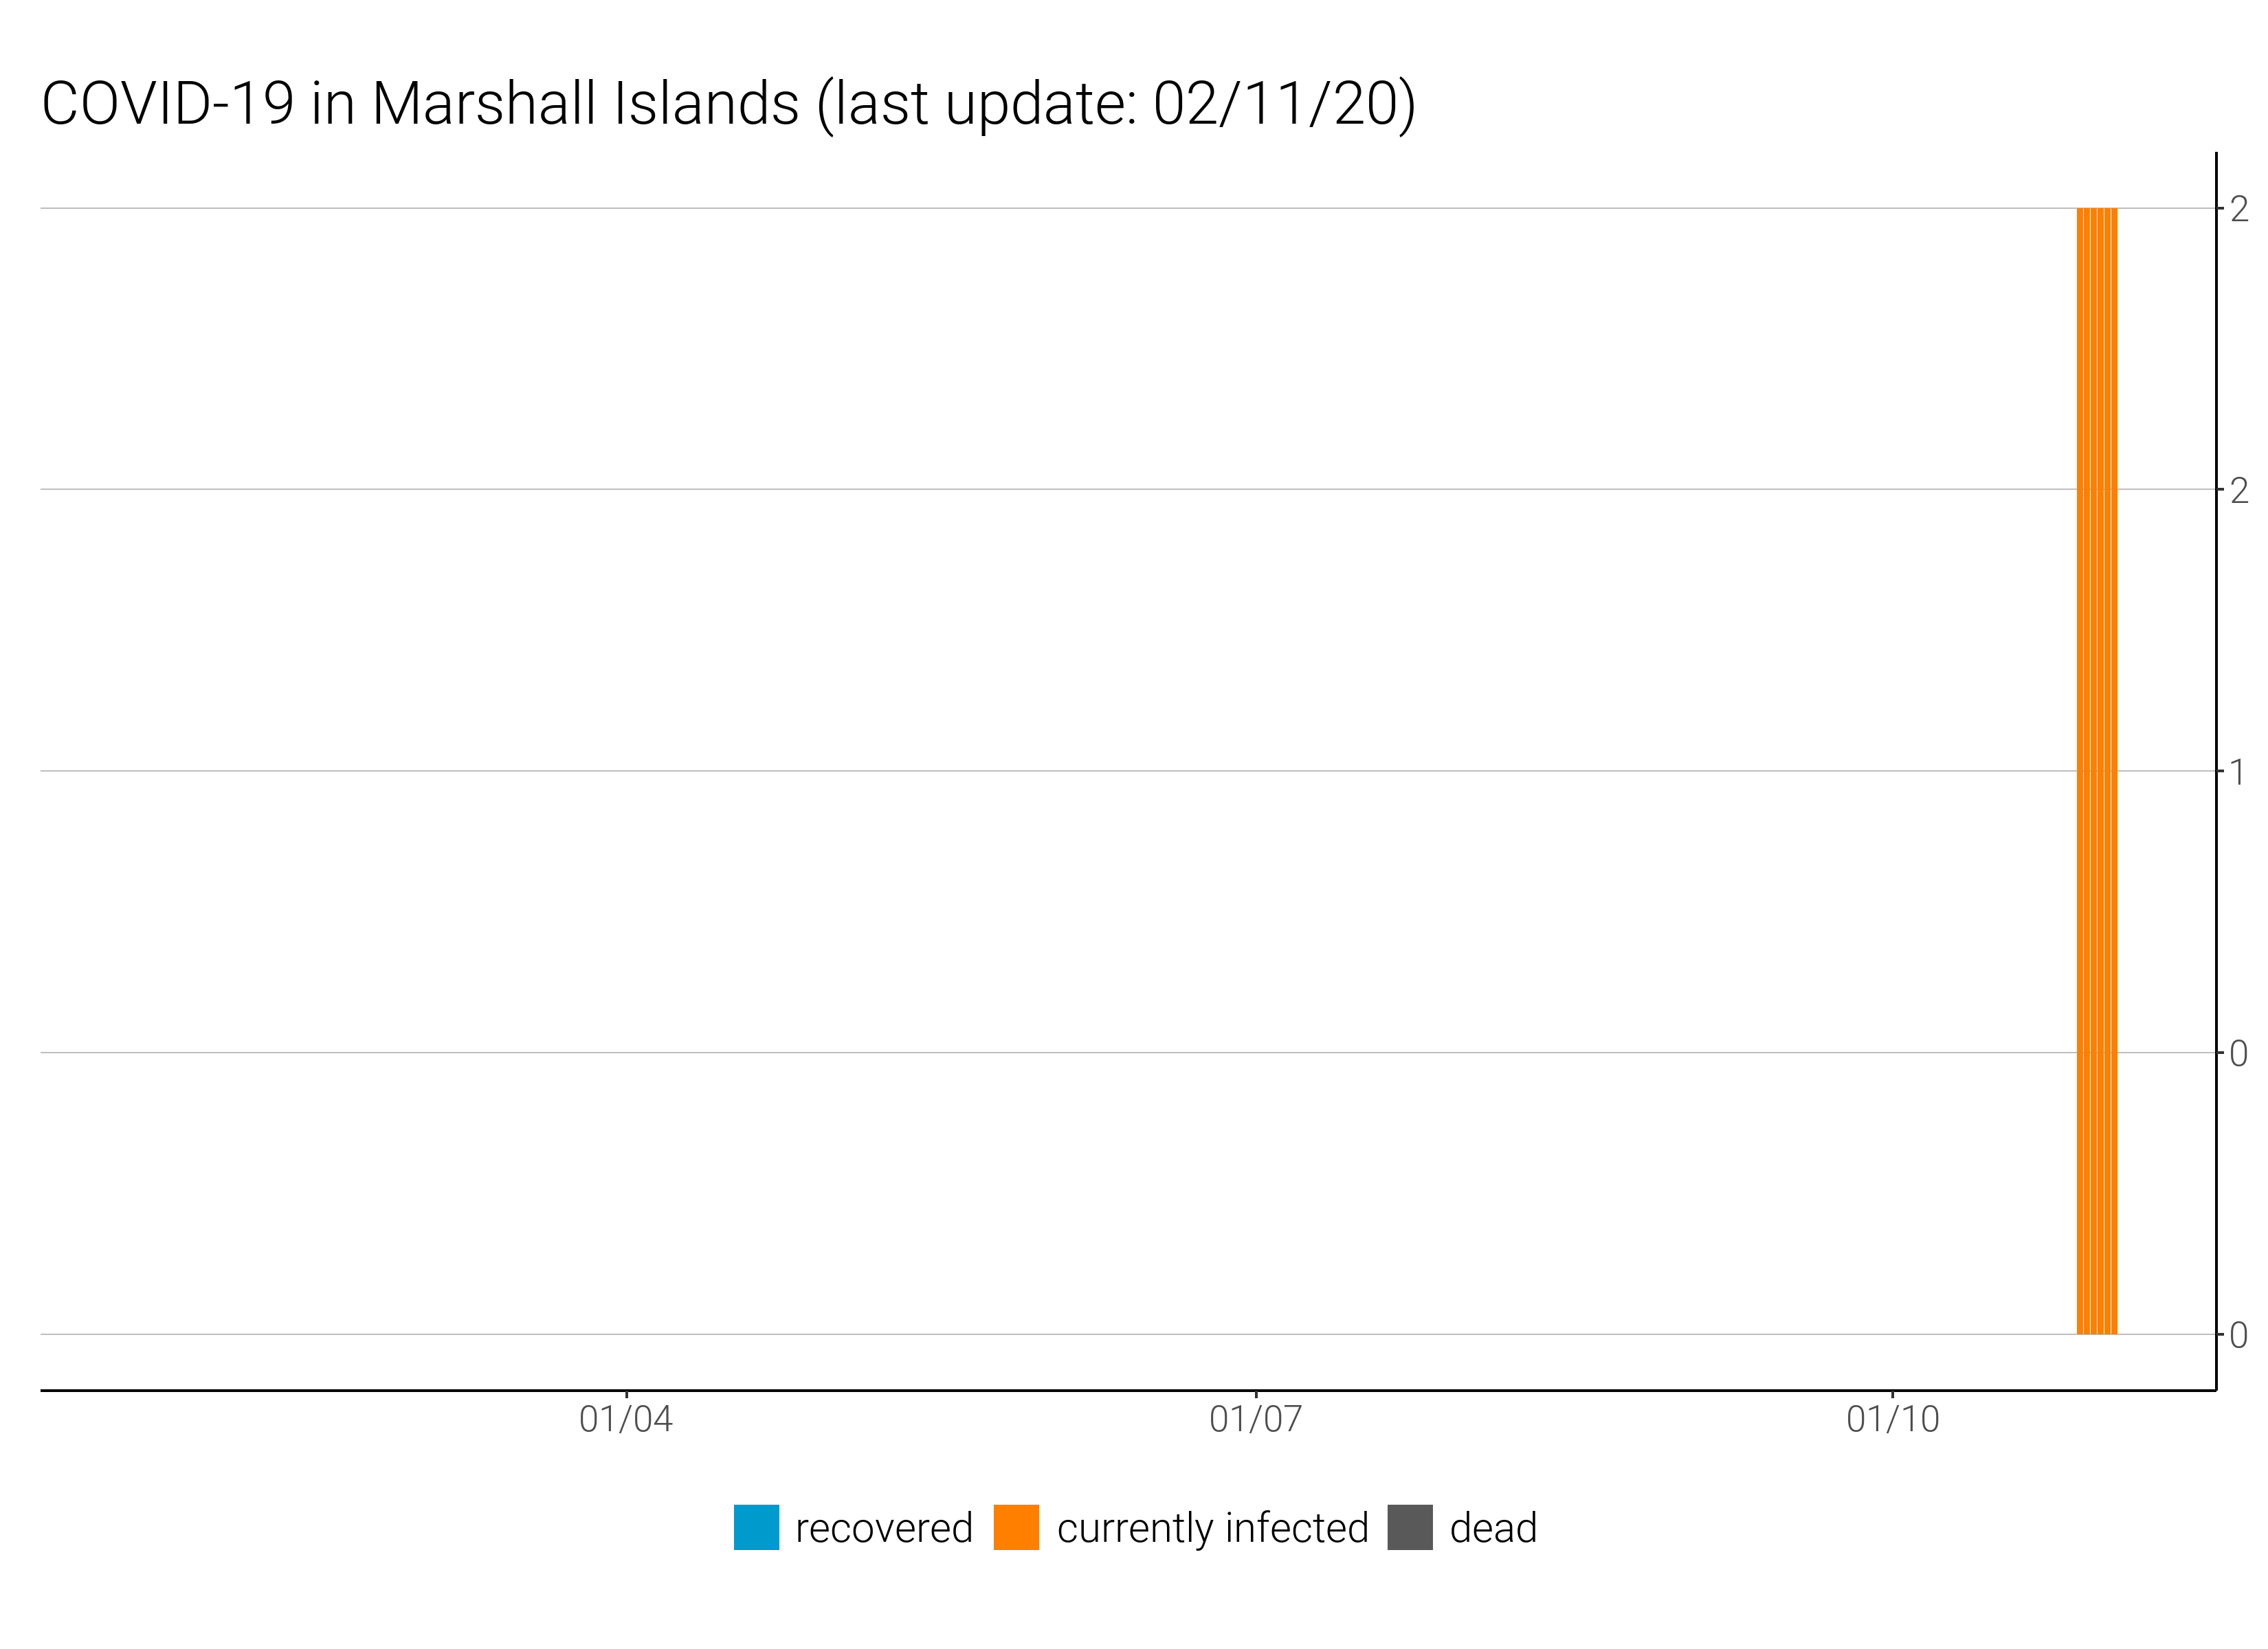 COVID-19 in Marshall Islands (last update: 02/11/20)
2
2
1
0
0
01/04 01/07 01/10
recovered currently infected dead